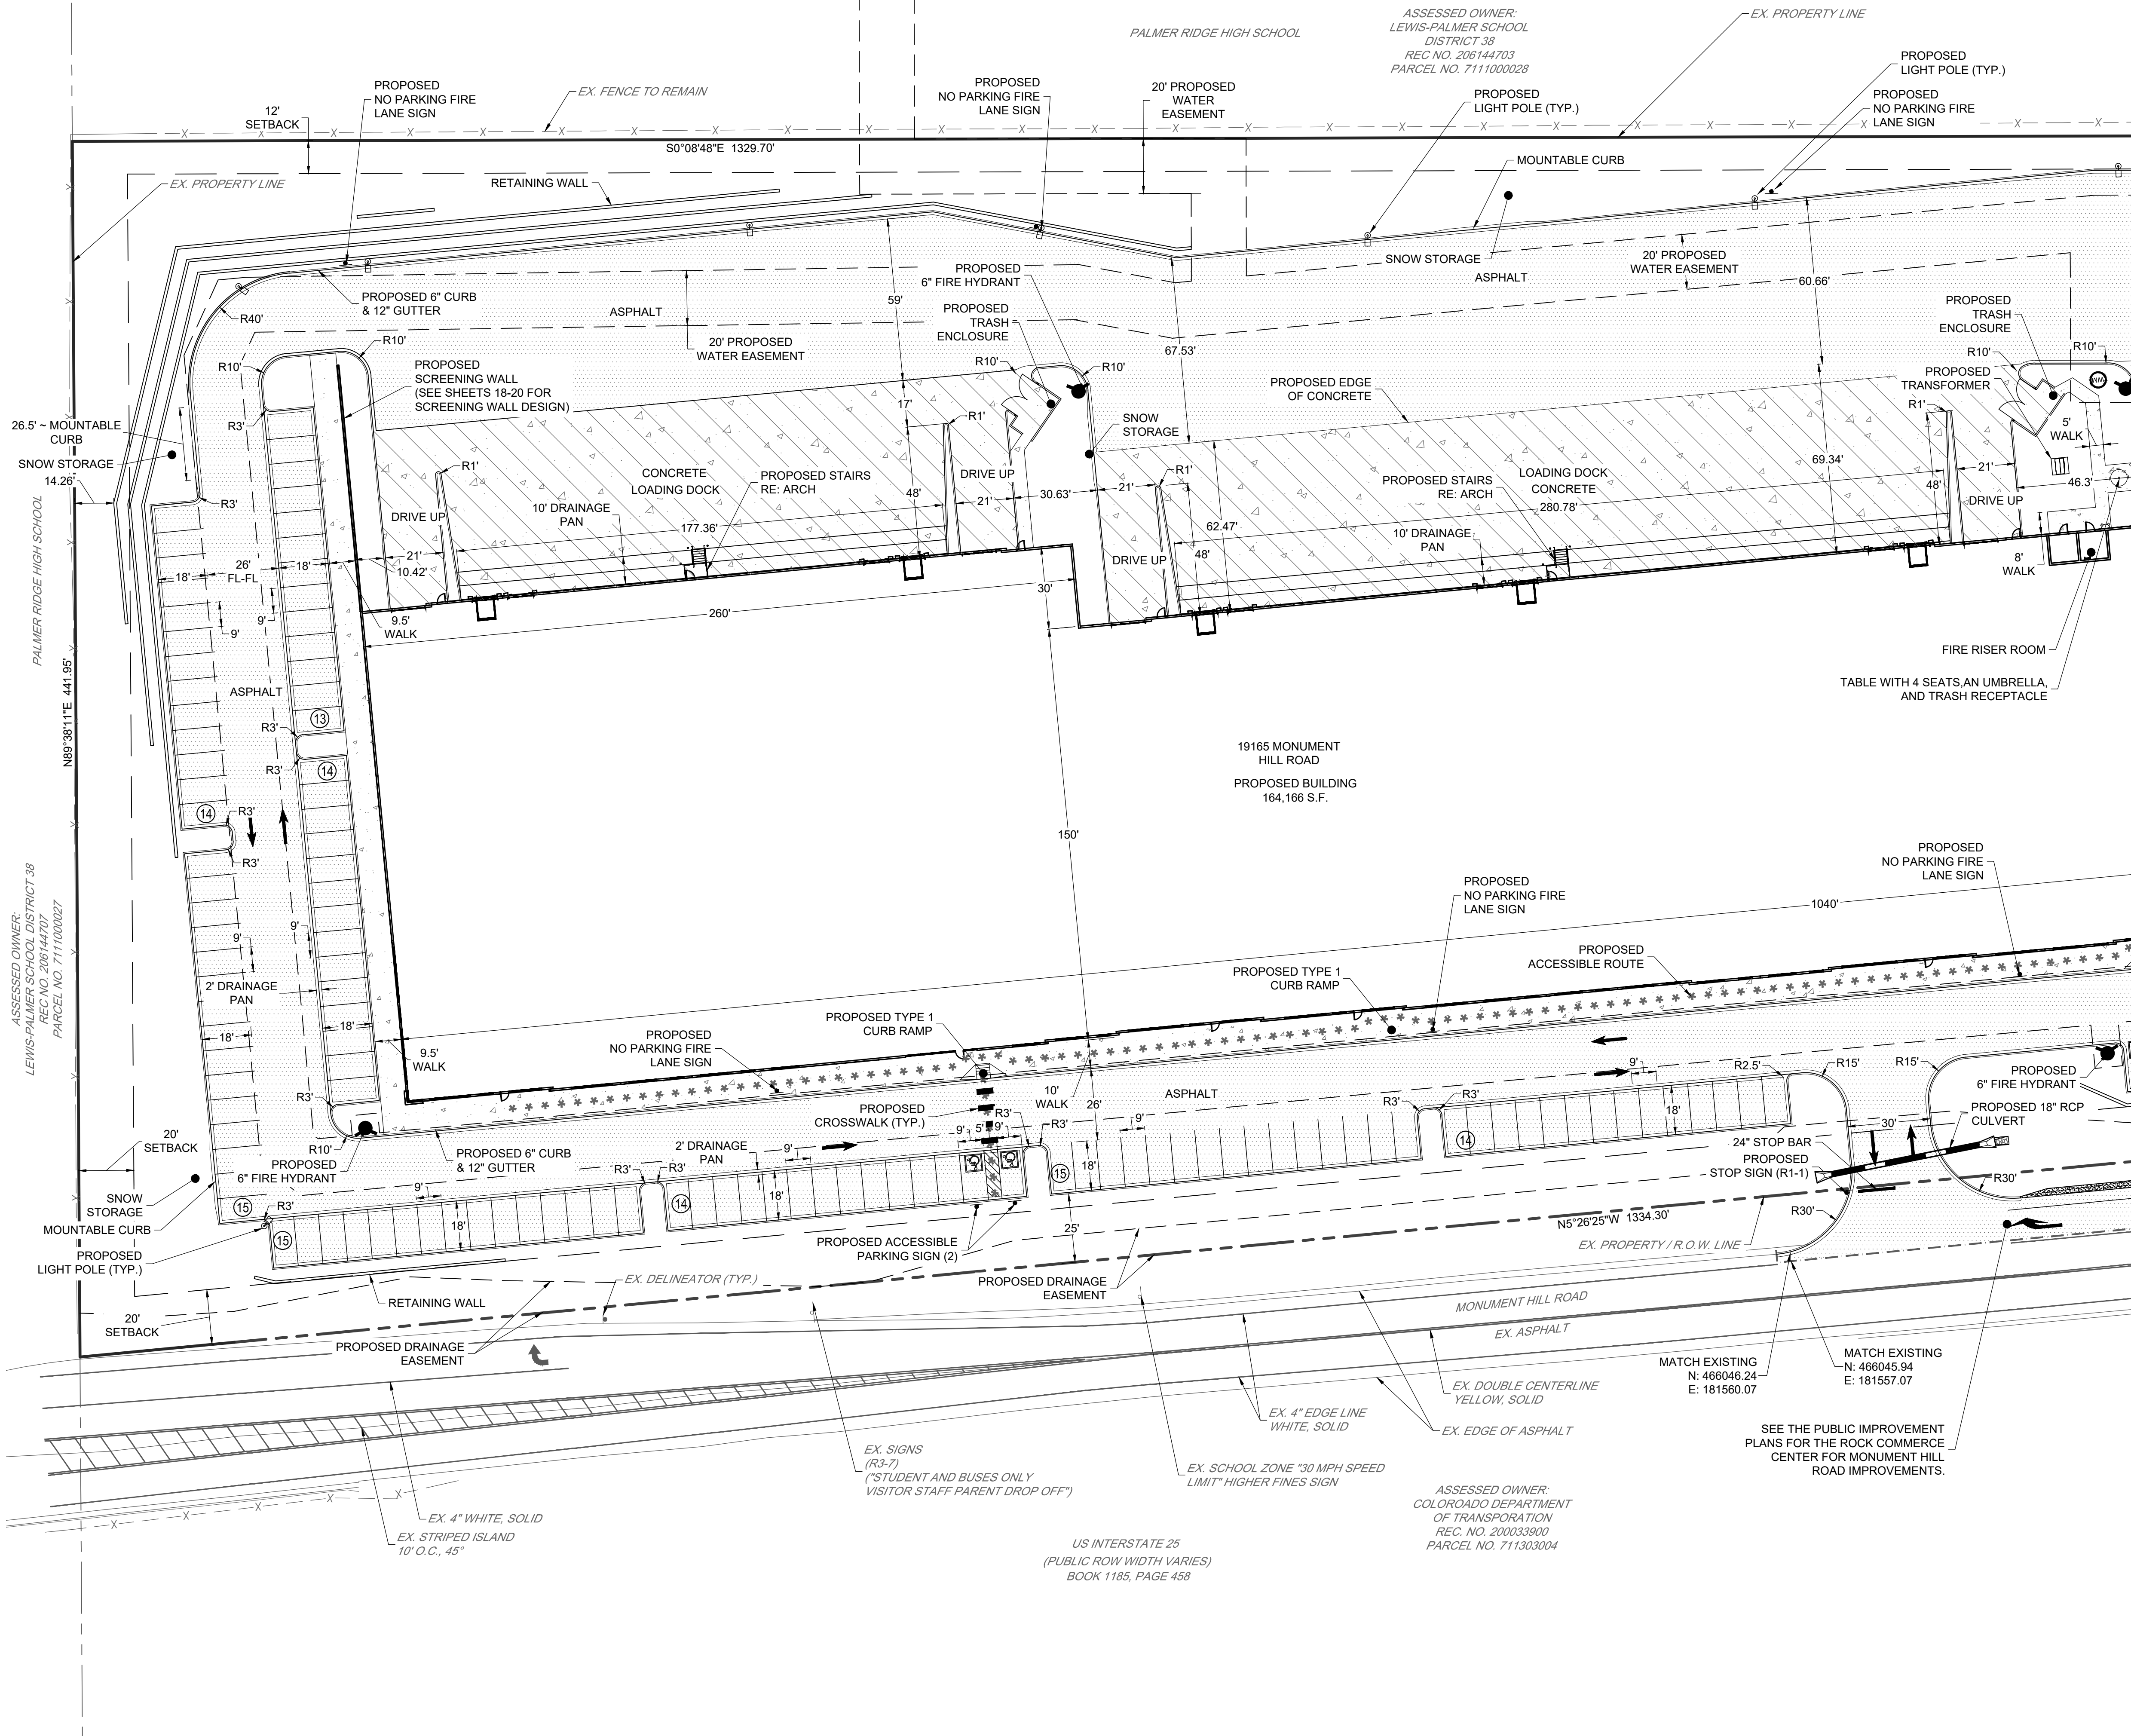 PALMER RIDGE HIGH SCHOOL
ASSESSED OWNER:
LEWIS-PALMER SCHOOL
DISTRICT 38
REC NO. 206144703
PARCEL NO. 7111000028
EX. PROPERTY LINE
PROPOSED
LIGHT POLE (TYP.)
PROPOSED
NO PARKING FIRE
LANE SIGN
EX. FENCE TO REMAIN
PROPOSED
NO PARKING FIRE
LANE SIGN
20' PROPOSED
WATER
EASEMENT
PROPOSED
LIGHT POLE (TYP.)
PROPOSED
NO PARKING FIRE
LANE SIGN
12'
SETBACK
S0°08'48"E 1329.70'
MOUNTABLE CURB
EX. PROPERTY LINE
RETAINING WALL
SNOW STORAGE
20' PROPOSED
WATER EASEMENT
ASPHALT
60.66'
PROPOSED
6" FIRE HYDRANT
PROPOSED 6" CURB
& 12" GUTTER
R40'
ASPHALT
59'
PROPOSED
TRASH
ENCLOSURE
PROPOSED
TRASH
ENCLOSURE
20' PROPOSED
WATER EASEMENT
67.53'
R10'
R10'
R10'
R10'
R10'
R10'
PROPOSED
SCREENING WALL
(SEE SHEETS 18-20 FOR
SCREENING WALL DESIGN)
PROPOSED EDGE
OF CONCRETE
PROPOSED
TRANSFORMER
WM
17'
R1'
R1'
R3'
SNOW
STORAGE
5'
WALK
26.5' ~ MOUNTABLE
CURB
SNOW STORAGE
14.26'
R1'
R1'
CONCRETE
LOADING DOCK
PROPOSED STAIRS
RE: ARCH
DRIVE UP
PROPOSED STAIRS
RE: ARCH
LOADING DOCK
CONCRETE
280.78'
69.34'
48'
21'
46.3'
DRIVE UP
R3'
48'
21'
30.63'
21'
10' DRAINAGE
PAN
177.36'
DRIVE UP
62.47'
48'
10' DRAINAGE
PAN
DRIVE UP
21'
10.42'
18'
26'
FL-FL
18'
8'
WALK
30'
9'
9'
9.5'
WALK
260'
PALMER RIDGE HIGH SCHOOL
N89°38'11"E 441.95'
FIRE RISER ROOM
TABLE WITH 4 SEATS,AN UMBRELLA,
AND TRASH RECEPTACLE
ASPHALT
13
R3'
R3'
14
14
R3'
R3'
19165 MONUMENT
HILL ROAD
PROPOSED BUILDING
164,166 S.F.
150'
PROPOSED
NO PARKING FIRE
LANE SIGN
PROPOSED
NO PARKING FIRE
LANE SIGN
1040'
ASSESSED OWNER:
LEWIS-PALMER SCHOOL DISTRICT 38
REC NO. 206144707
PARCEL NO. 7111000027
9'
9'
2' DRAINAGE
PAN
18'
18'
9.5'
WALK
PROPOSED
ACCESSIBLE ROUTE
PROPOSED TYPE 1
CURB RAMP
PROPOSED TYPE 1
CURB RAMP
PROPOSED
NO PARKING FIRE
LANE SIGN
R3'
10'
WALK
26'
ASPHALT
9'
R2.5'
R15'
R15'
PROPOSED
6" FIRE HYDRANT
PROPOSED
CROSSWALK (TYP.)
R3'
R3'
R3'
18'
9'
PROPOSED 18" RCP
CULVERT
30'
14
5'
9'
9'
R3'
20'
SETBACK
R10'
PROPOSED
6" FIRE HYDRANT
PROPOSED 6" CURB
& 12" GUTTER
2' DRAINAGE
PAN
9'
24" STOP BAR
PROPOSED
STOP SIGN (R1-1)
R3'
R3'
15
18'
R30'
SNOW
STORAGE
MOUNTABLE CURB
15
R3'
9'
14
18'
18'
15
25'
N5°26'25"W 1334.30'
R30'
PROPOSED
LIGHT POLE (TYP.)
PROPOSED ACCESSIBLE
PARKING SIGN (2)
EX. PROPERTY / R.O.W. LINE
EX. DELINEATOR (TYP.)
PROPOSED DRAINAGE
EASEMENT
RETAINING WALL
20'
SETBACK
MONUMENT HILL ROAD
EX. ASPHALT
PROPOSED DRAINAGE
EASEMENT
MATCH EXISTING
N: 466046.24
E: 181560.07
MATCH EXISTING
N: 466045.94
E: 181557.07
EX. DOUBLE CENTERLINE
YELLOW, SOLID
EX. 4" EDGE LINE
WHITE, SOLID
EX. EDGE OF ASPHALT
SEE THE PUBLIC IMPROVEMENT
PLANS FOR THE ROCK COMMERCE
CENTER FOR MONUMENT HILL
ROAD IMPROVEMENTS.
EX. SIGNS
(R3-7)
("STUDENT AND BUSES ONLY
VISITOR STAFF PARENT DROP OFF")
EX. SCHOOL ZONE "30 MPH SPEED
LIMIT" HIGHER FINES SIGN
ASSESSED OWNER:
COLOROADO DEPARTMENT
OF TRANSPORATION
REC. NO. 200033900
PARCEL NO. 711303004
EX. 4" WHITE, SOLID
EX. STRIPED ISLAND
10' O.C., 45°
US INTERSTATE 25
(PUBLIC ROW WIDTH VARIES)
BOOK 1185, PAGE 458